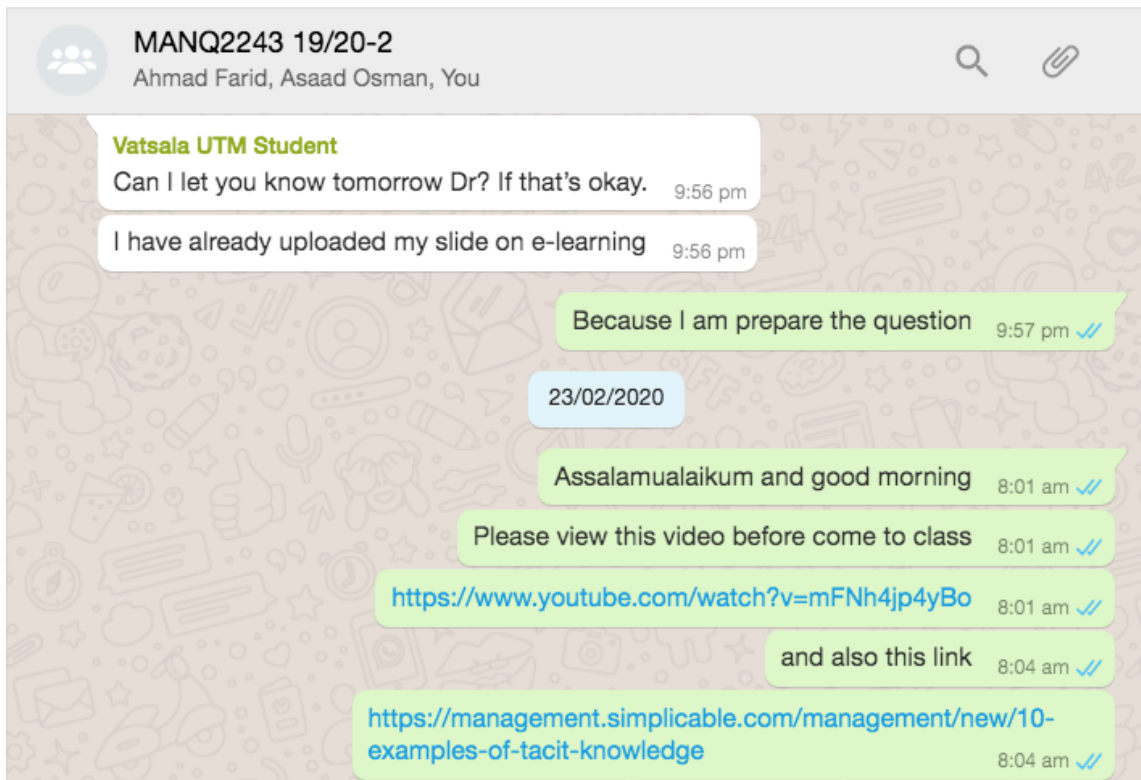 MANQ2243 19/20-2
Ahmad Farid, Asaad Osman, You
Vatsala UTM Student
Can I let you know tomorrow Dr? If that's okay. 9:56 pm
I have already uploaded my slide on e-learning 9:56 pm
Because I am prepare the question 9:57 pm
23/02/2020
Assalamualaikum and good morning 8:01 am
Please view this video before come to class 8:01 am
https://www.youtube.com/watch?v=mFNh4jp4yBo 8:01 am
and also this link 8:04 am
https://management.simplicable.com/management/new/10-
examples-of-tacit-knowledge 8:04 am